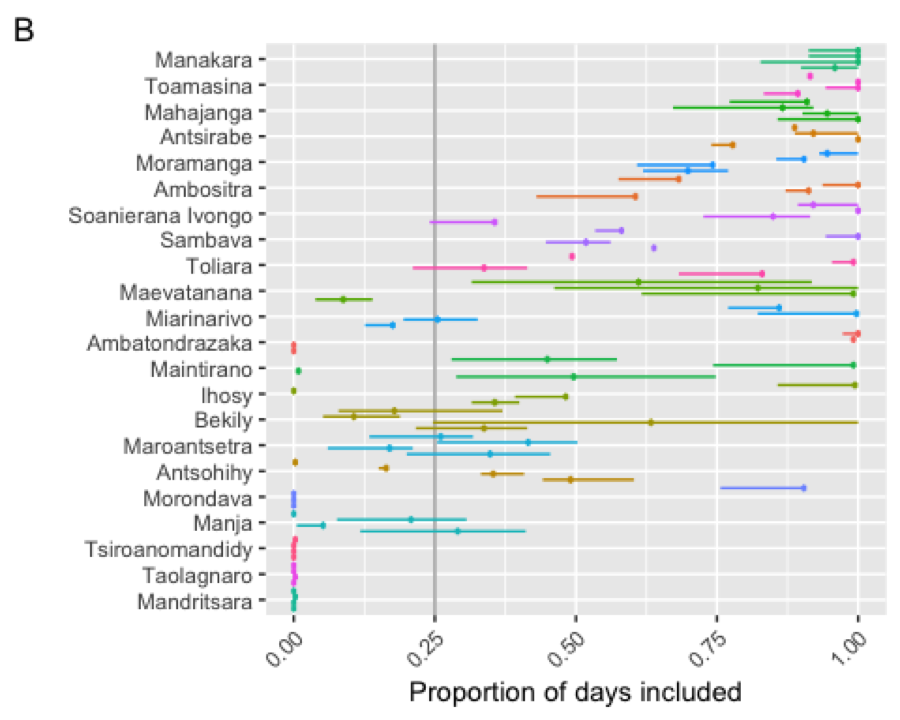 B
Manakara
Toamasina
Mahajanga
Antsirabe
Moramanga
Ambositra
Soanierana Ivongo
Sambava
Toliara
Maevatanana
Miarinarivo
Ambatondrazaka
Maintirano
Ihosy
Bekily
Maroantsetra
Antsohihy
Morondava
Manja
Tsiroanomandidy
Taolagnaro
Mandritsara
0.00 0.25 0.50 0.75 1.00
Proportion of days included